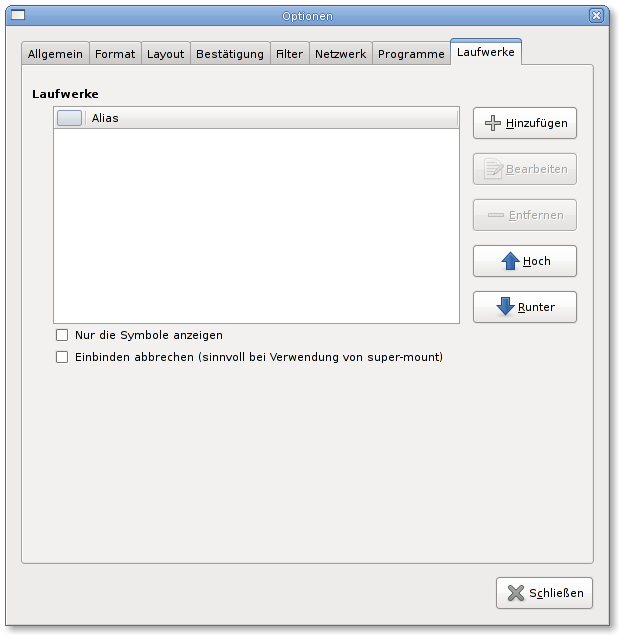 Optionen
Allgemein Format Layout Bestätigung Filter Netzwerk Programme Laufwerke
Laufwerke
Alias
Hinzufügen
Bearbeiten
Entfernen
Hoch
Runter
Nur die Symbole anzeigen
Einbinden abbrechen (sinnvoll bei Verwendung von super-mount)
Schließen